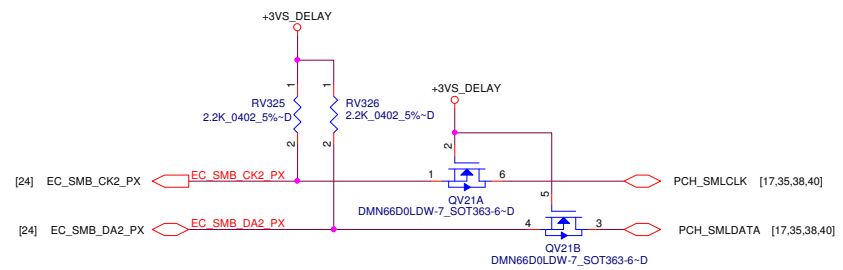 +3VS_DELAY
1
1
RV325
2.2K_0402_5%~D
RV326
2.2K_0402_5%~D
2
2
+3VS_DELAY
2
[24] EC_SMB_CK2_PX
EC_SMB_CK2_PX
1
6
PCH_SMLCLK [17,35,38,40]
QV21A
DMN66D0LDW-7_SOT363-6~D
5
[24] EC_SMB_DA2_PX
EC_SMB_DA2_PX
4
3
PCH_SMLDATA [17,35,38,40]
QV21B
DMN66D0LDW-7_SOT363-6~D